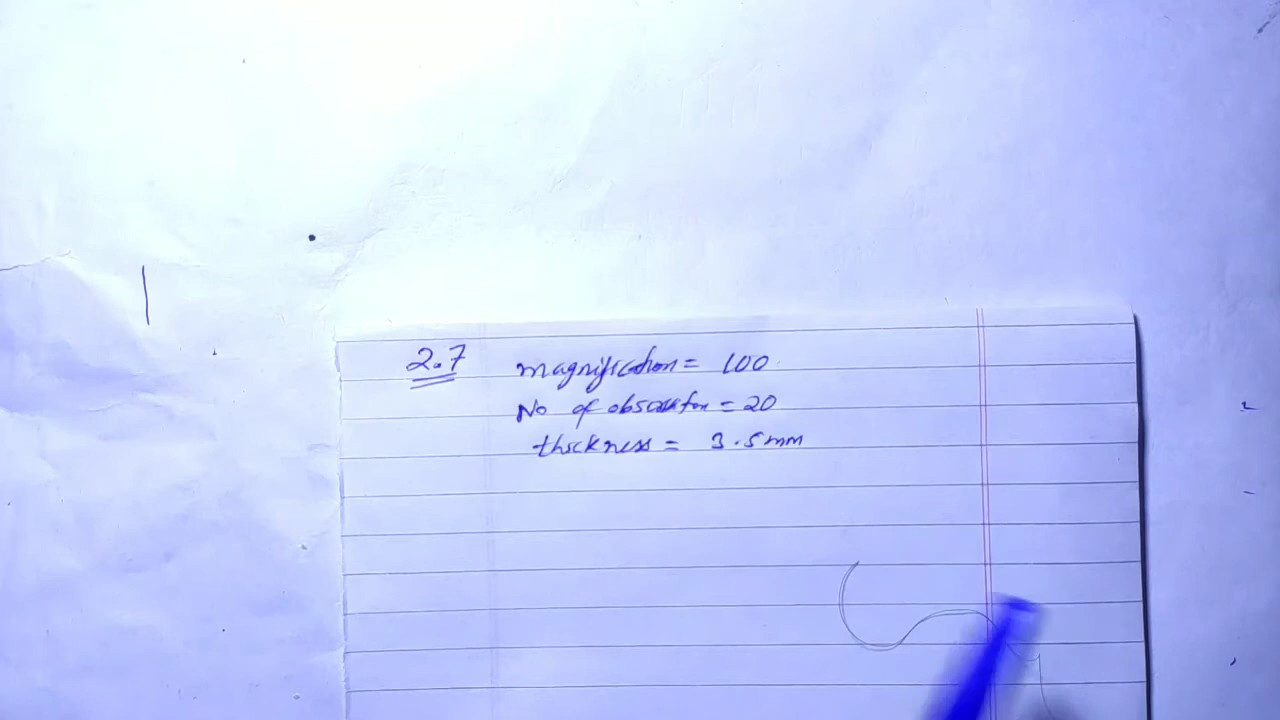 2.7 magnification = 100
No of observation = 20
thickness = 3.5mm